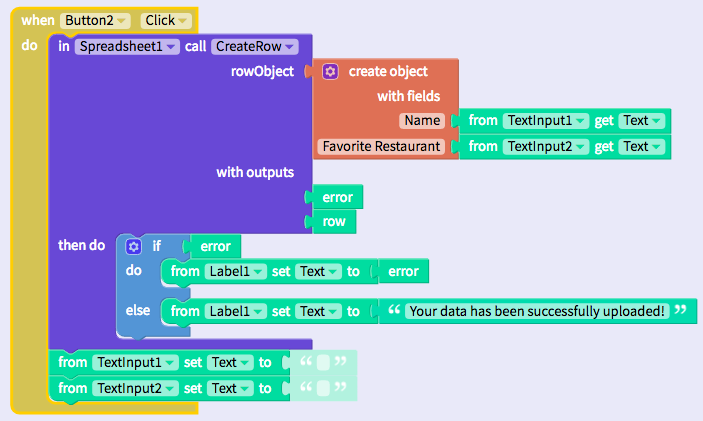 when Button2 Click
do in Spreadsheet1 call CreateRow
rowObject create object
with fields
Name from TextInput1 get Text
Favorite Restaurant from TextInput2 get Text
with outputs
error
row
then do if error
do from Label1 set Text to error
else from Label1 set Text to “ Your data has been successfully uploaded! ”
from TextInput1 set Text to “ ”
from TextInput2 set Text to “ ”